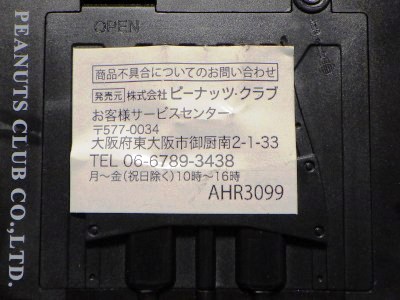 OPEN
商品不具合についてのお問い合わせ
発売元 株式会社ピーナッツ・クラブ
お客様サービスセンター
〒577-0034
大阪府東大阪市御厨南2-1-33
TEL 06-6789-3438
月～金(祝日除く)10時～16時
AHR3099
PEANUTS CLUB CO.,LTD.